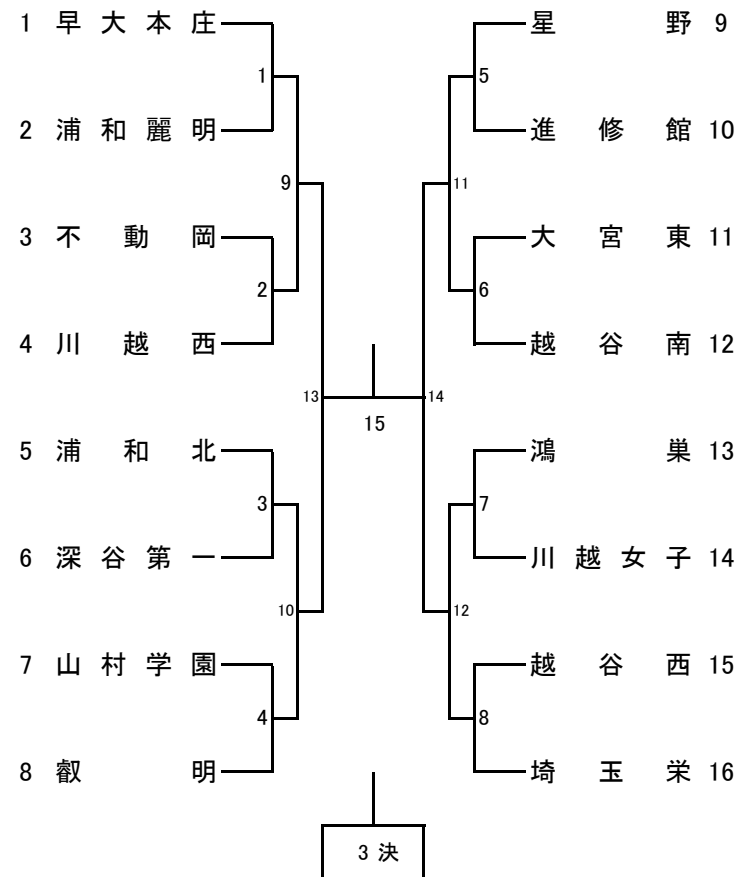 1 早大本庄
1
2 浦和麗明
9
3 不動岡
2
4 川越西
13
5 浦和北
3
6 深谷第一
10
7 山村学園
4
8 叡明
15
星野 9
5
進修館 10
11
大宮東 11
6
越谷南 12
14
鴻巣 13
7
川越女子 14
12
越谷西 15
8
埼玉栄 16
3 決